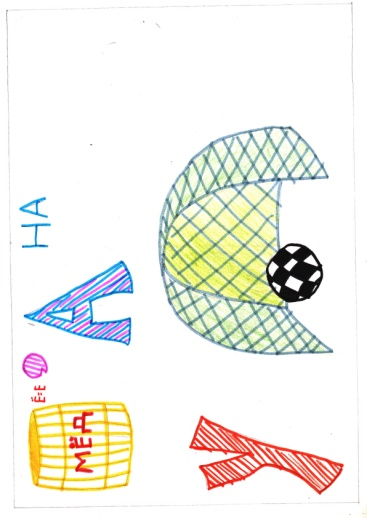 МЁД Ё=Е , А НА
У